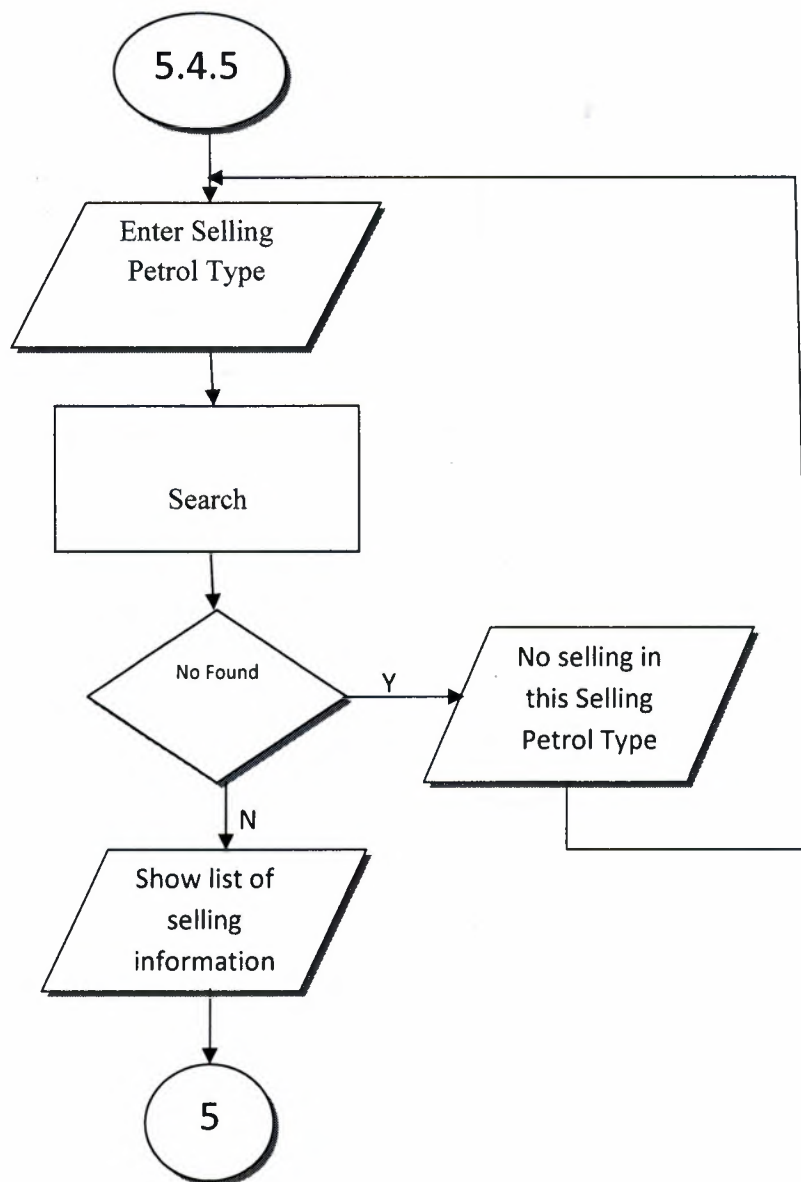 5.4.5
Enter Selling
Petrol Type
Search
No Found
Y
No selling in
this Selling
Petrol Type
N
Show list of
selling
information
5